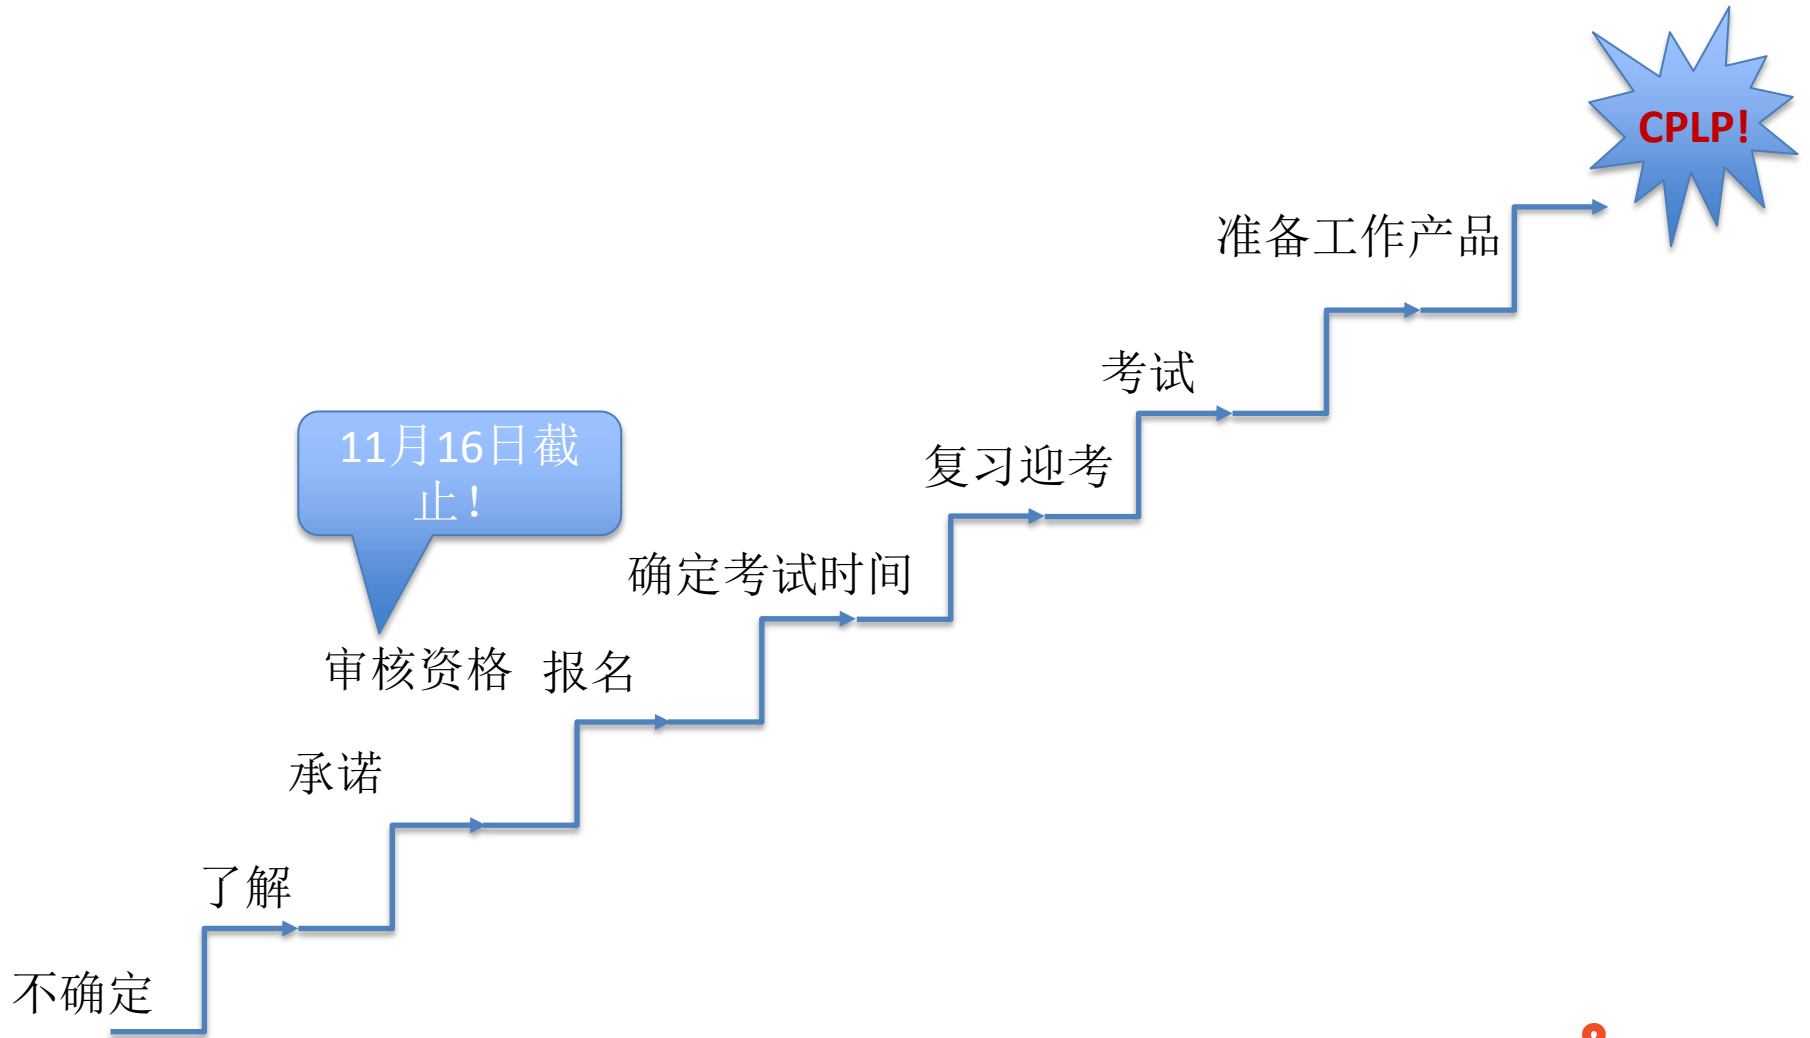 CPLP!
准备工作产品
考试
11月16日截
止!
复习迎考
确定考试时间
审核资格 报名
承诺
了解
不确定